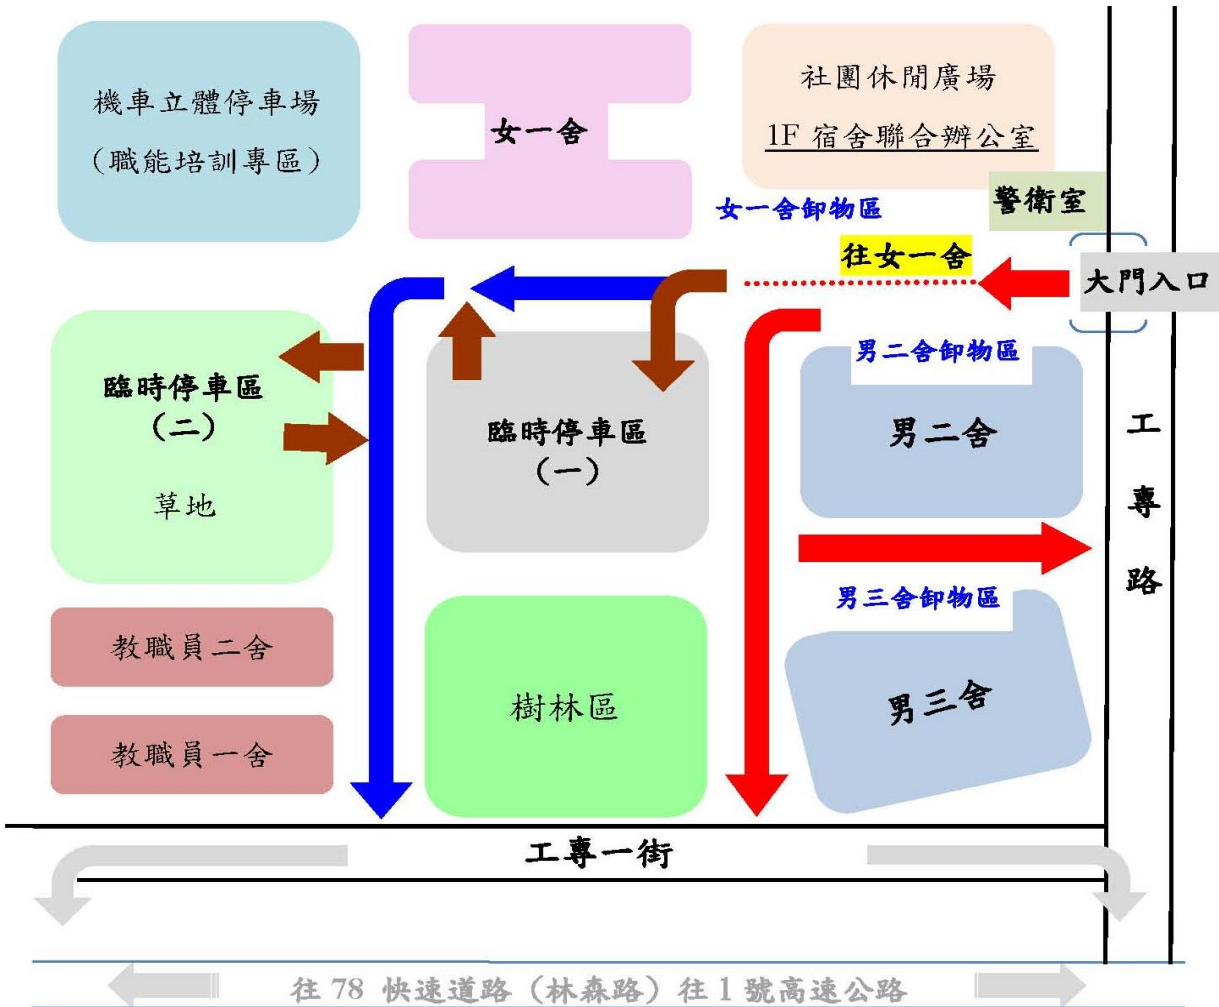 機車立體停車場
(職能培訓專區)
女一舍
社團休閒廣場
1F 宿舍聯合辦公室
女一舍卸物區
警衛室
往女一舍
大門入口
臨時停車區
(二)
草地
臨時停車區
(一)
男二舍卸物區
男二舍
工專路
男三舍卸物區
男三舍
教職員二舍
教職員一舍
樹林區
工專一街
往 78 快速道路 (林森路) 往 1 號高速公路